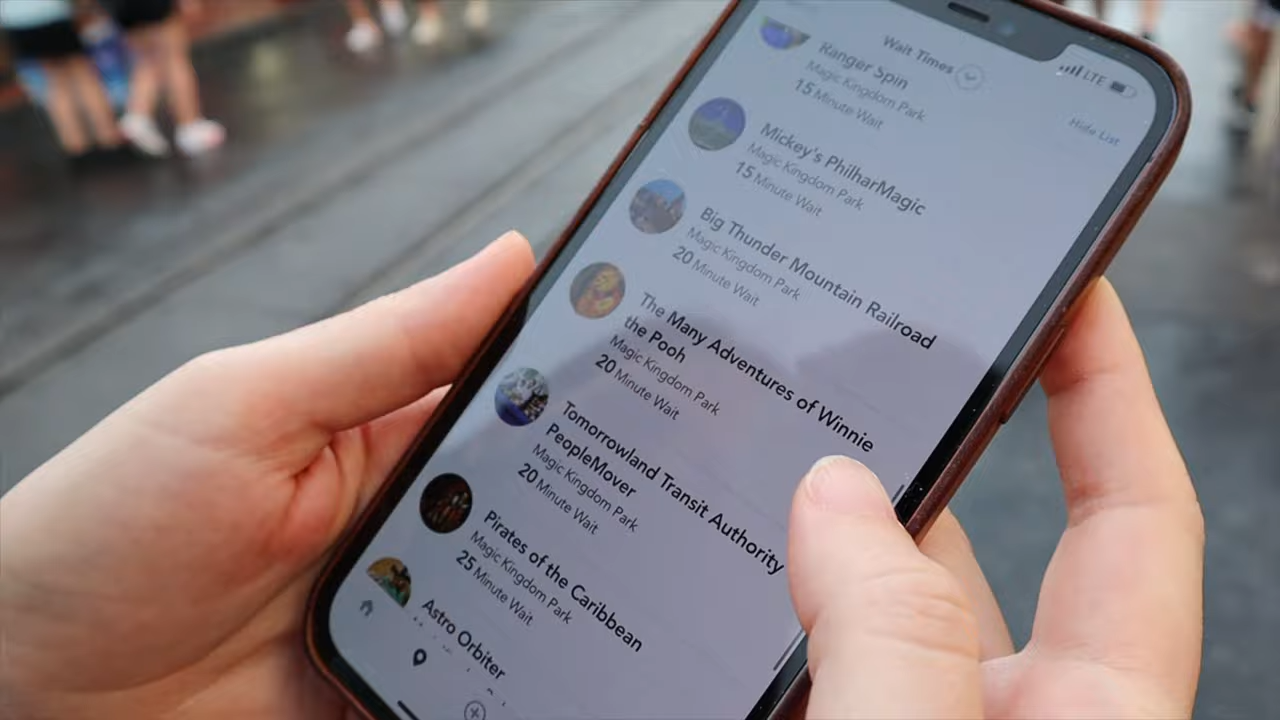 Wait Times
LTE
Hide List
Ranger Spin
Magic Kingdom Park
15 Minute Wait
Mickey's PhilharMagic
Magic Kingdom Park
15 Minute Wait
Big Thunder Mountain Railroad
Magic Kingdom Park
20 Minute Wait
The Many Adventures of Winnie
the Pooh
Magic Kingdom Park
20 Minute Wait
Tomorrowland Transit Authority
PeopleMover
Magic Kingdom Park
20 Minute Wait
Pirates of the Caribbean
Magic Kingdom Park
25 Minute Wait
Astro Orbiter